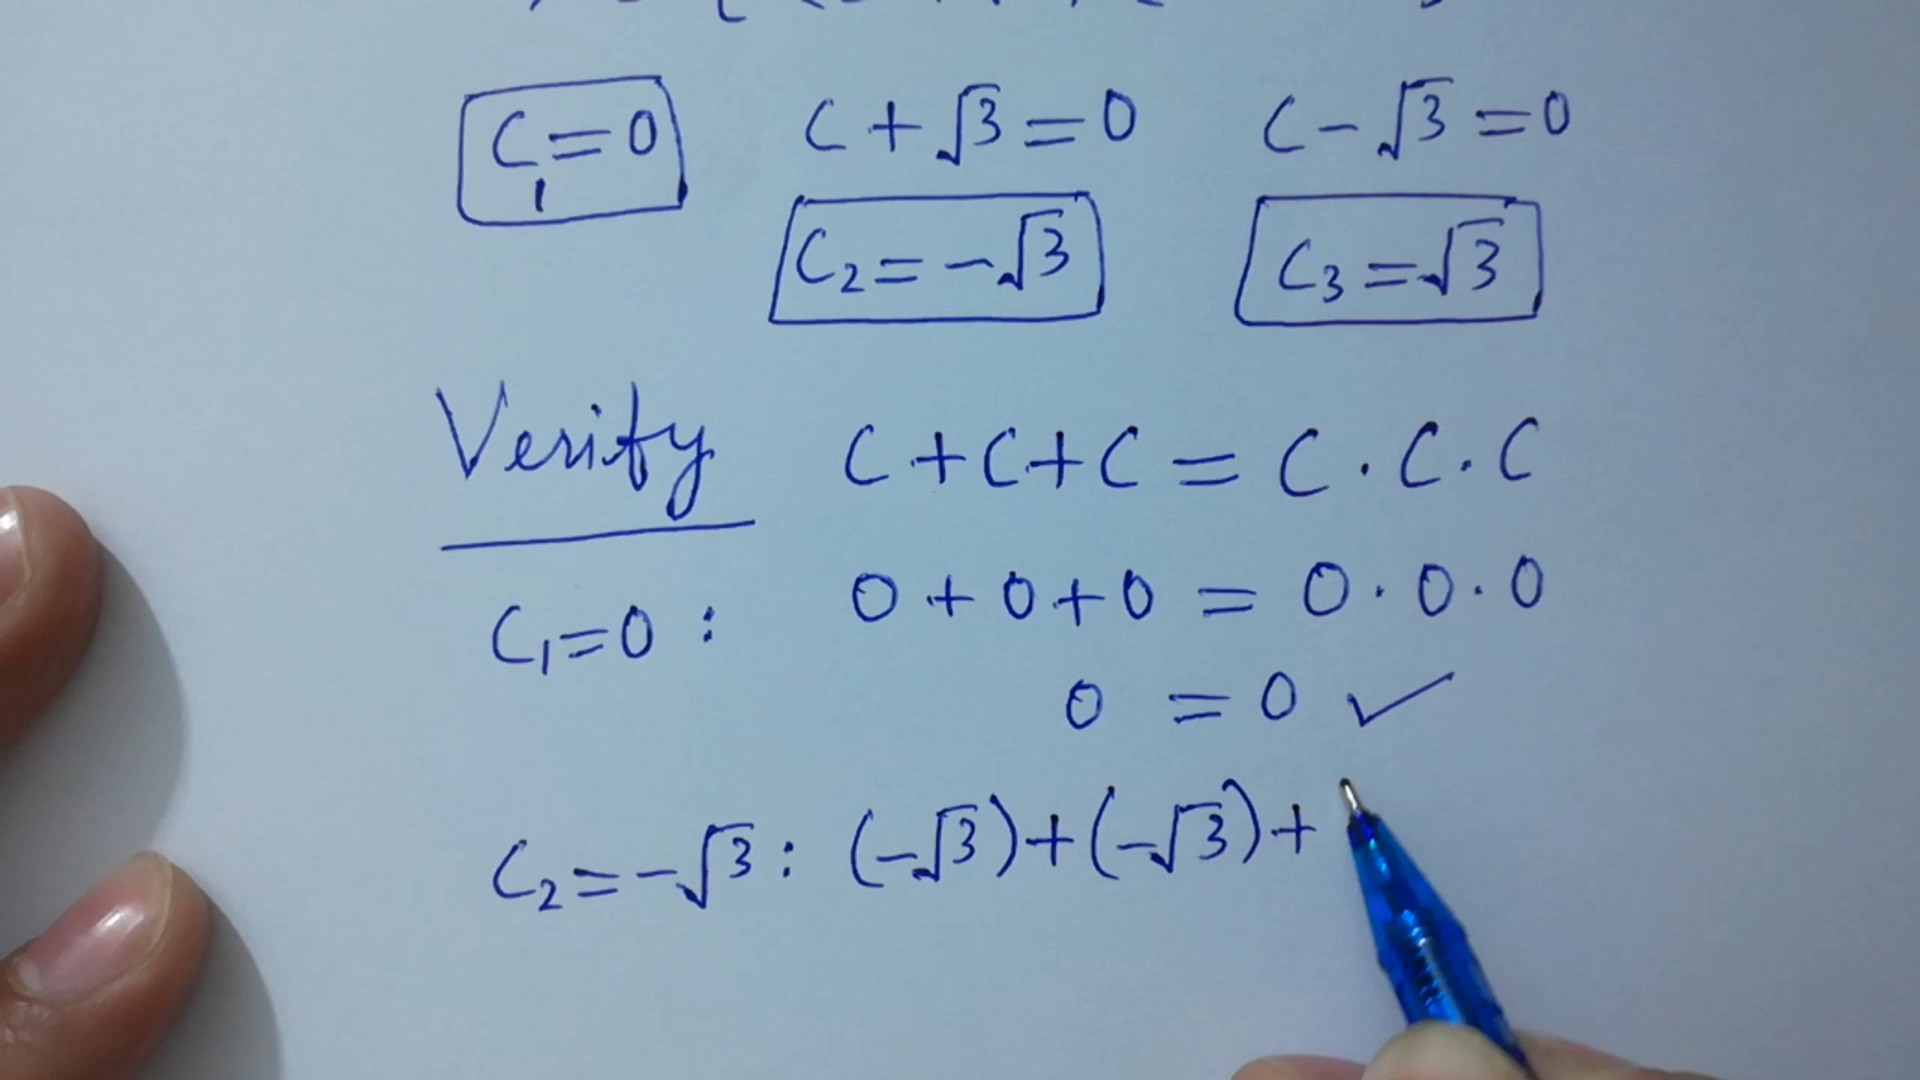 C₁=0 C+√3=0 C-√3=0
C₂=-√3 C₃=√3
Verify C+C+C=C·C·C
C₁=0: 0+0+0=0·0·0
0=0 ✓
C₂=-√3: (-√3)+(-√3)+